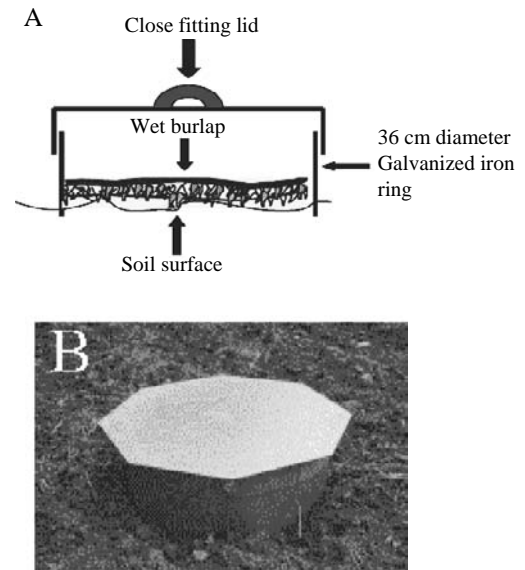 A
Close fitting lid
Wet burlap
36 cm diameter
Galvanized iron
ring
Soil surface
B